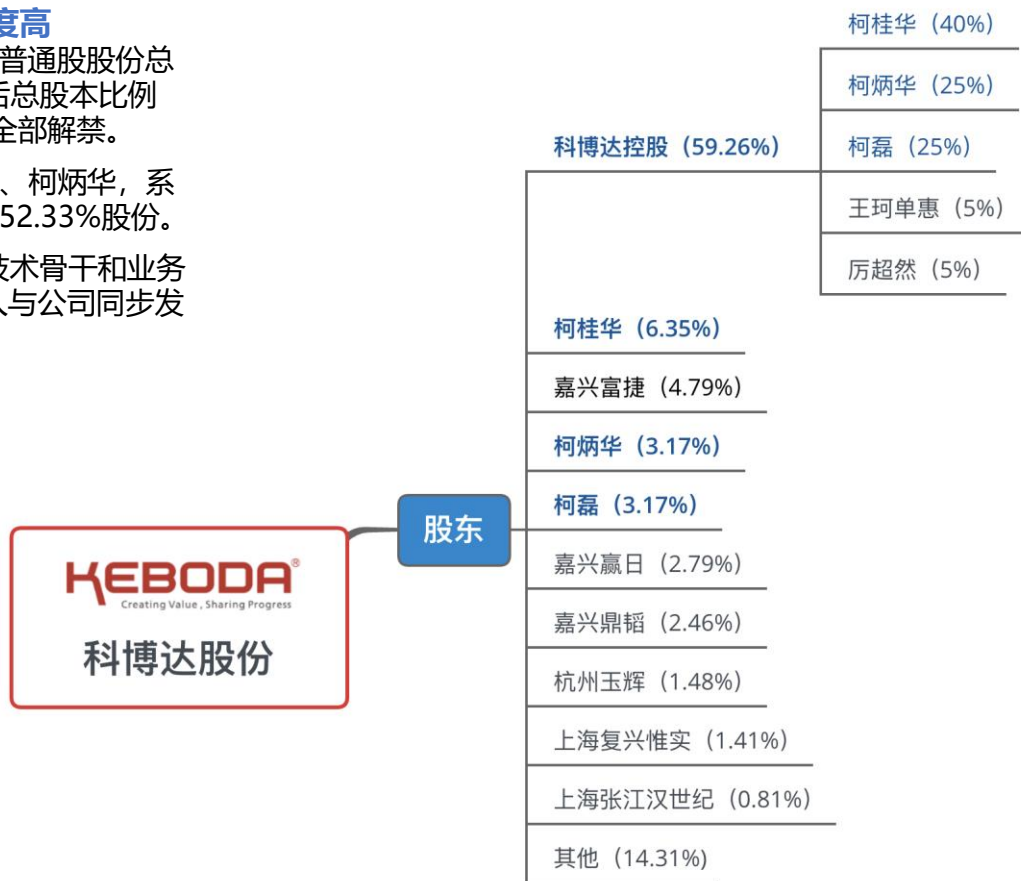 度高
普通股股份总
后总股本比例
全部解禁。
、柯炳华，系
52.33%股份。
技术骨干和业务
与公司同步发
柯桂华（40%）
柯炳华（25%）
科博达控股（59.26%）
柯磊（25%）
王珂单惠（5%）
厉超然（5%）
柯桂华（6.35%）
嘉兴富捷（4.79%）
柯炳华（3.17%）
柯磊（3.17%）
股东
嘉兴赢日（2.79%）
嘉兴鼎韬（2.46%）
杭州玉辉（1.48%）
上海复兴惟实（1.41%）
上海张江汉世纪（0.81%）
其他（14.31%)
KEBODA®
Creating Value , Sharing Progress
科博达股份